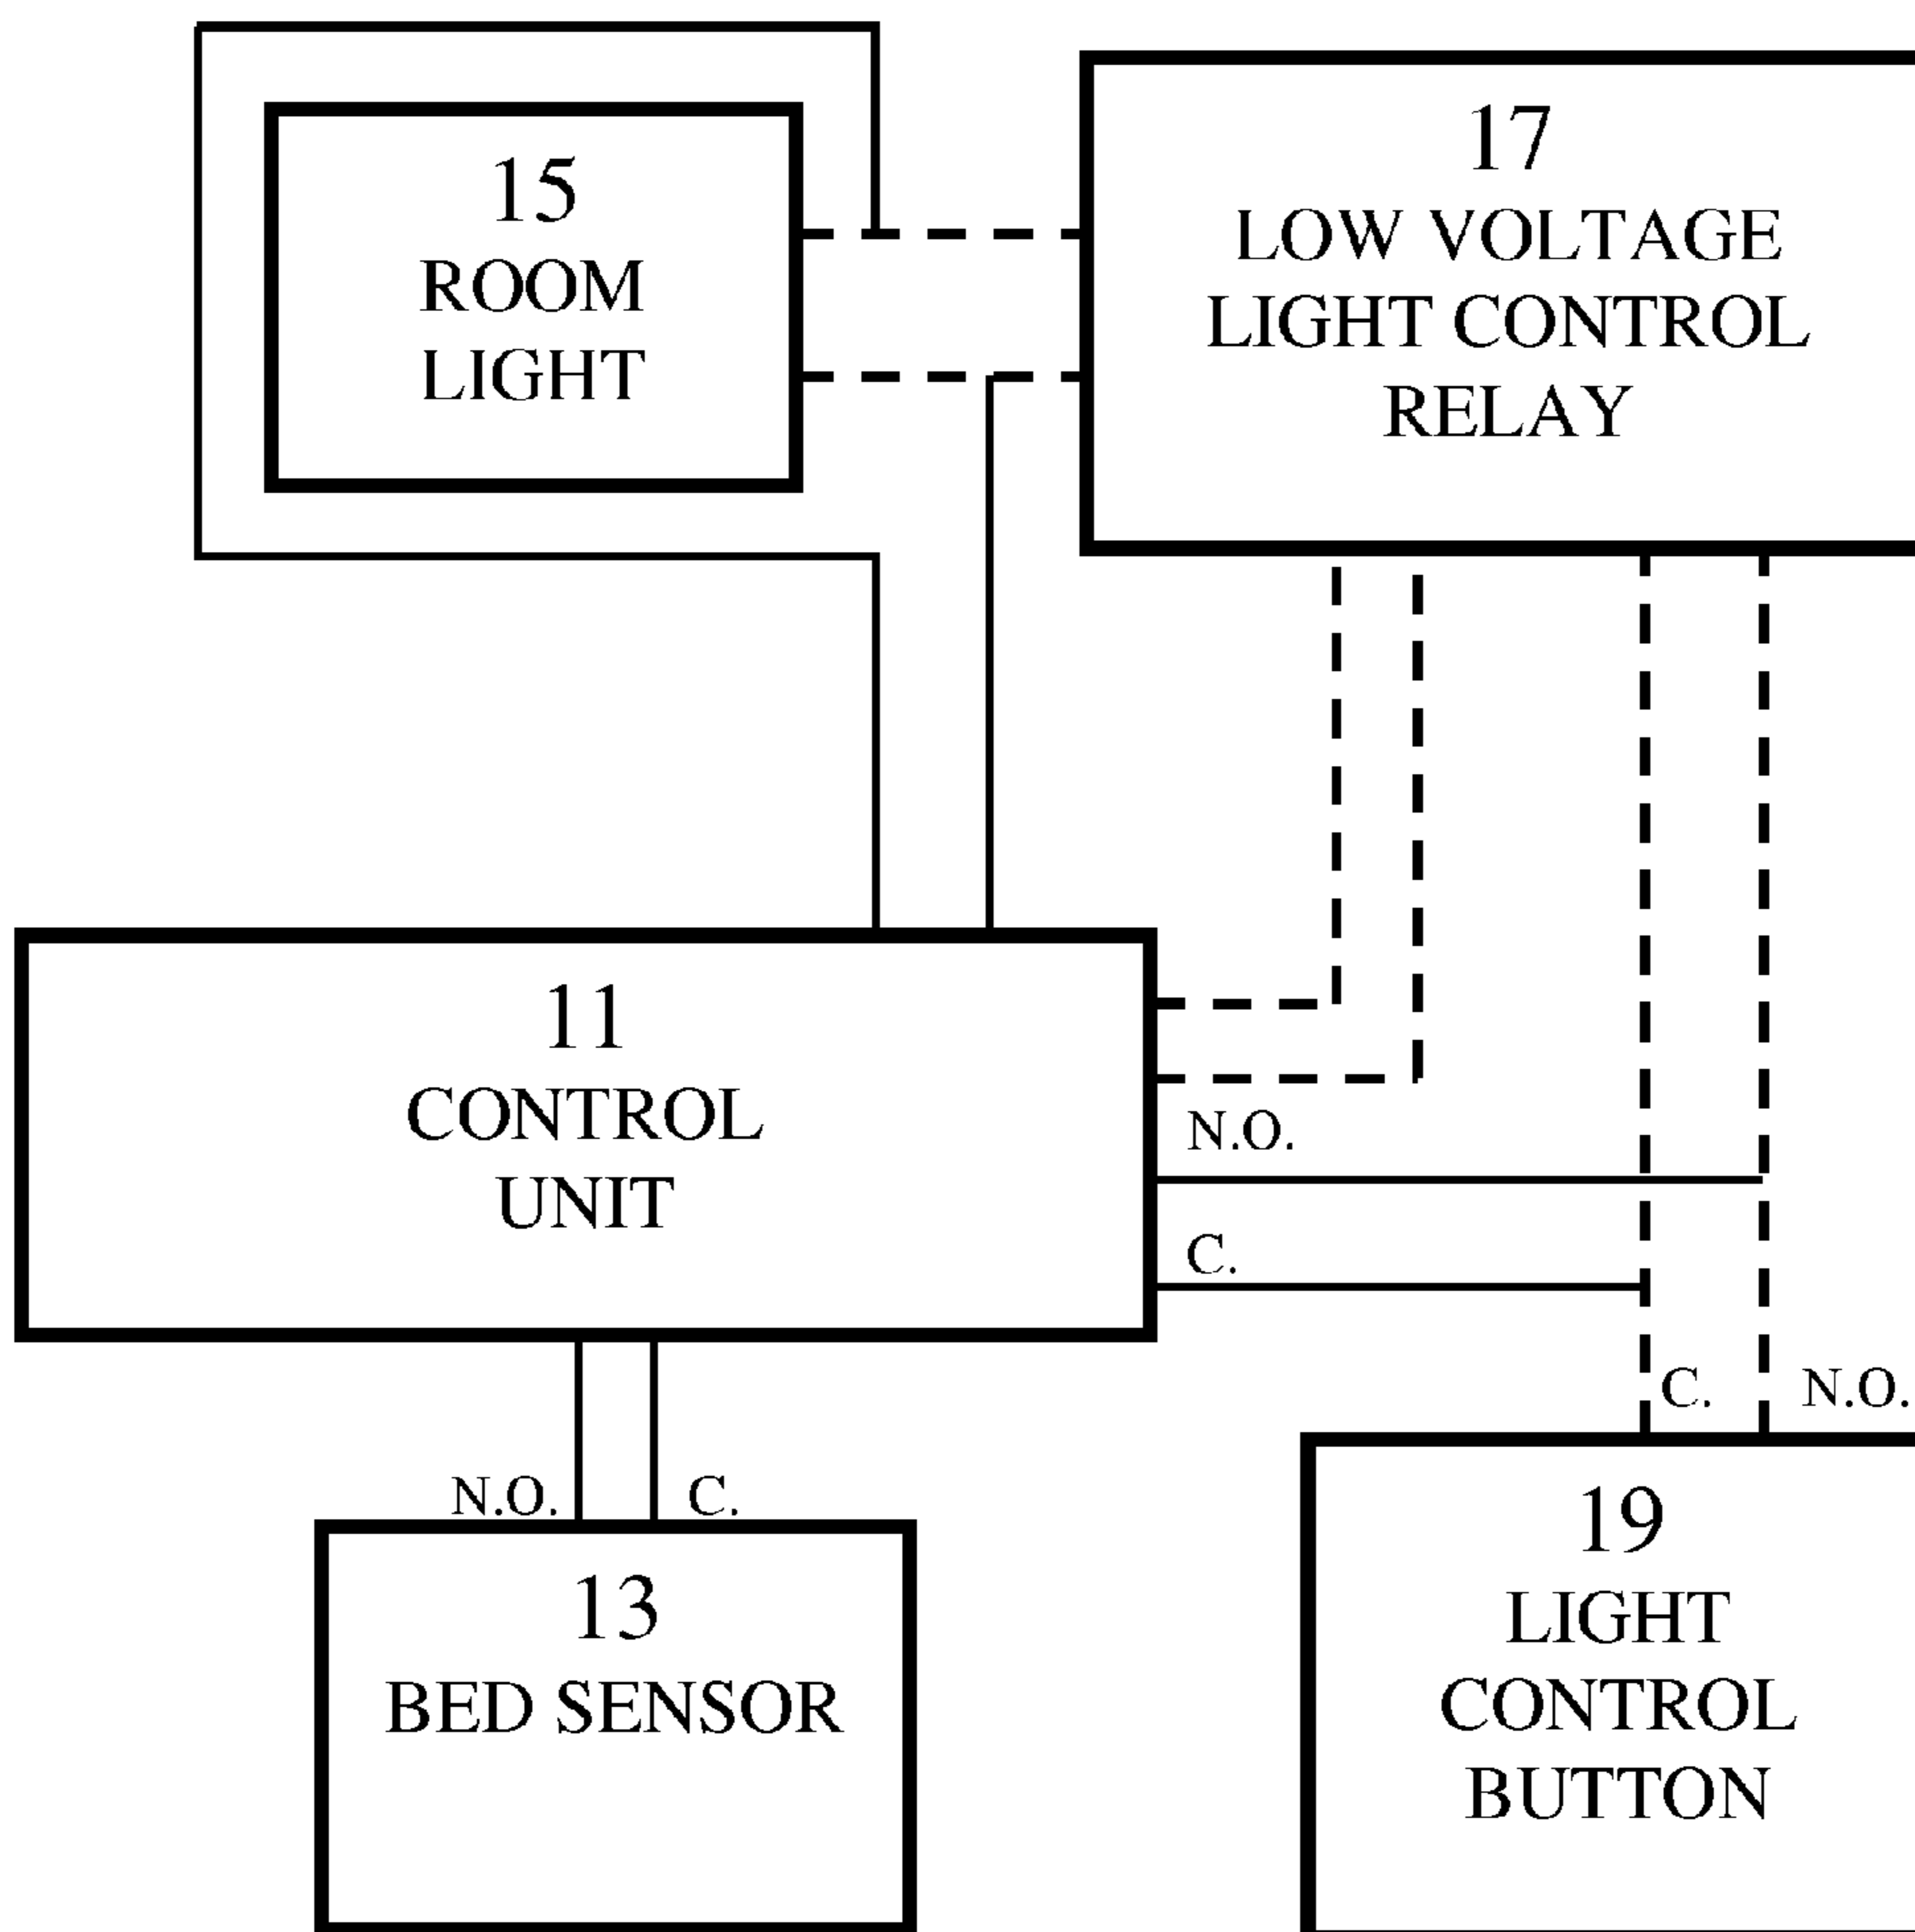 15
ROOM
LIGHT
17
LOW VOLTAGE
LIGHT CONTROL
RELAY
11
CONTROL
UNIT
N.O.
C.
C. N.O.
N.O. C.
13
BED SENSOR
19
LIGHT
CONTROL
BUTTON